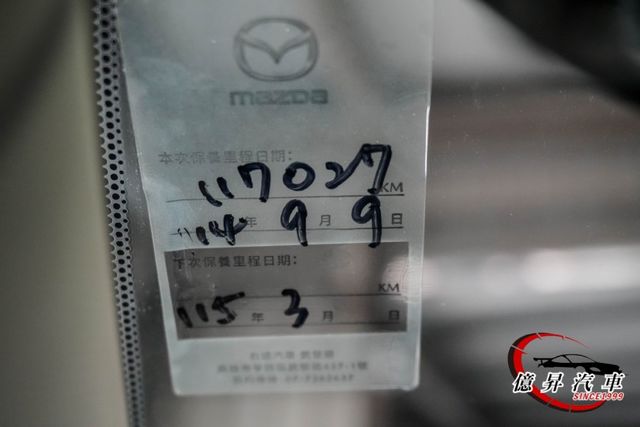 mazda
本次保養里程日期：
117027 KM
114 年 9 月 9 日
下次保養里程日期：
KM
115 年 3 月 日
億昇汽車
SINCE1999